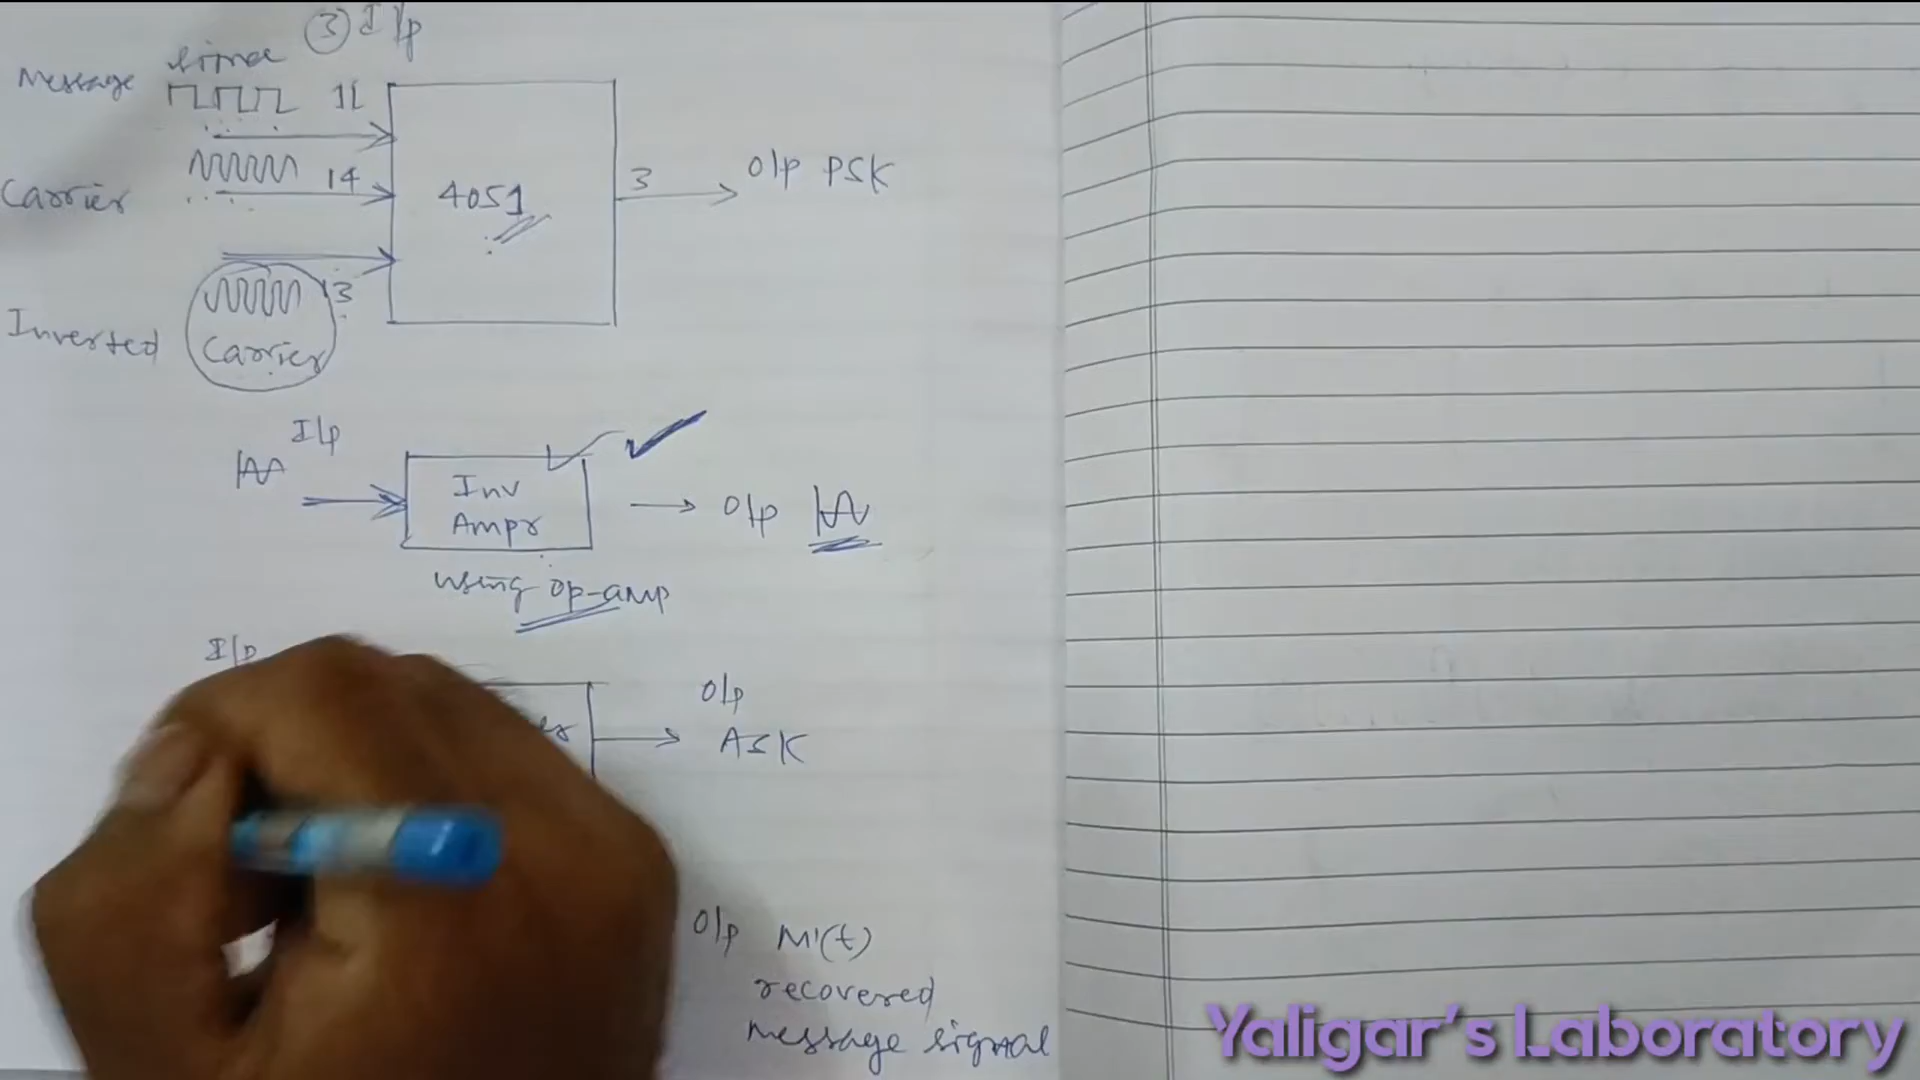 ③ I/p
Message signal
11
Carrier
14
4051
3
O/p PSK
13
Inverted Carrier
I/p
Inv
Ampr
O/p
using op-amp
I/p
O/p
ASK
O/p M'(t)
recovered
message signal
Yaligar's Laboratory